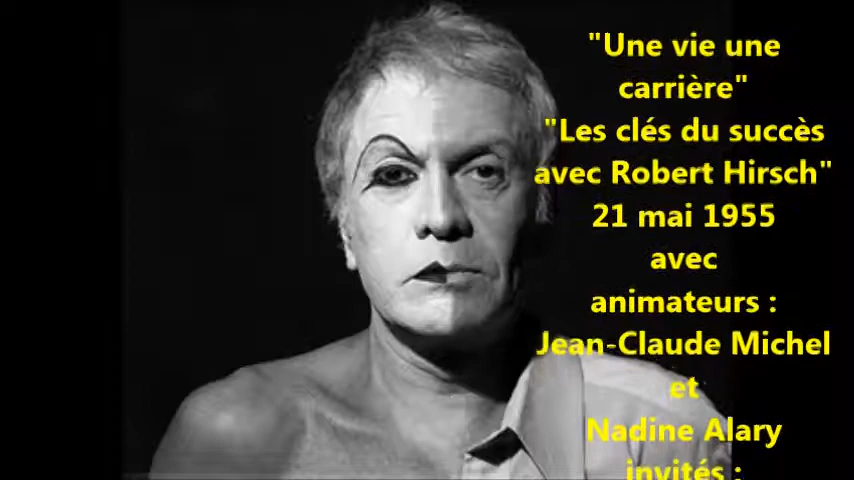 "Une vie une
carrière"
"Les clés du succès
avec Robert Hirsch"
21 mai 1955
avec
animateurs :
Jean-Claude Michel
et
Nadine Alary
invités :